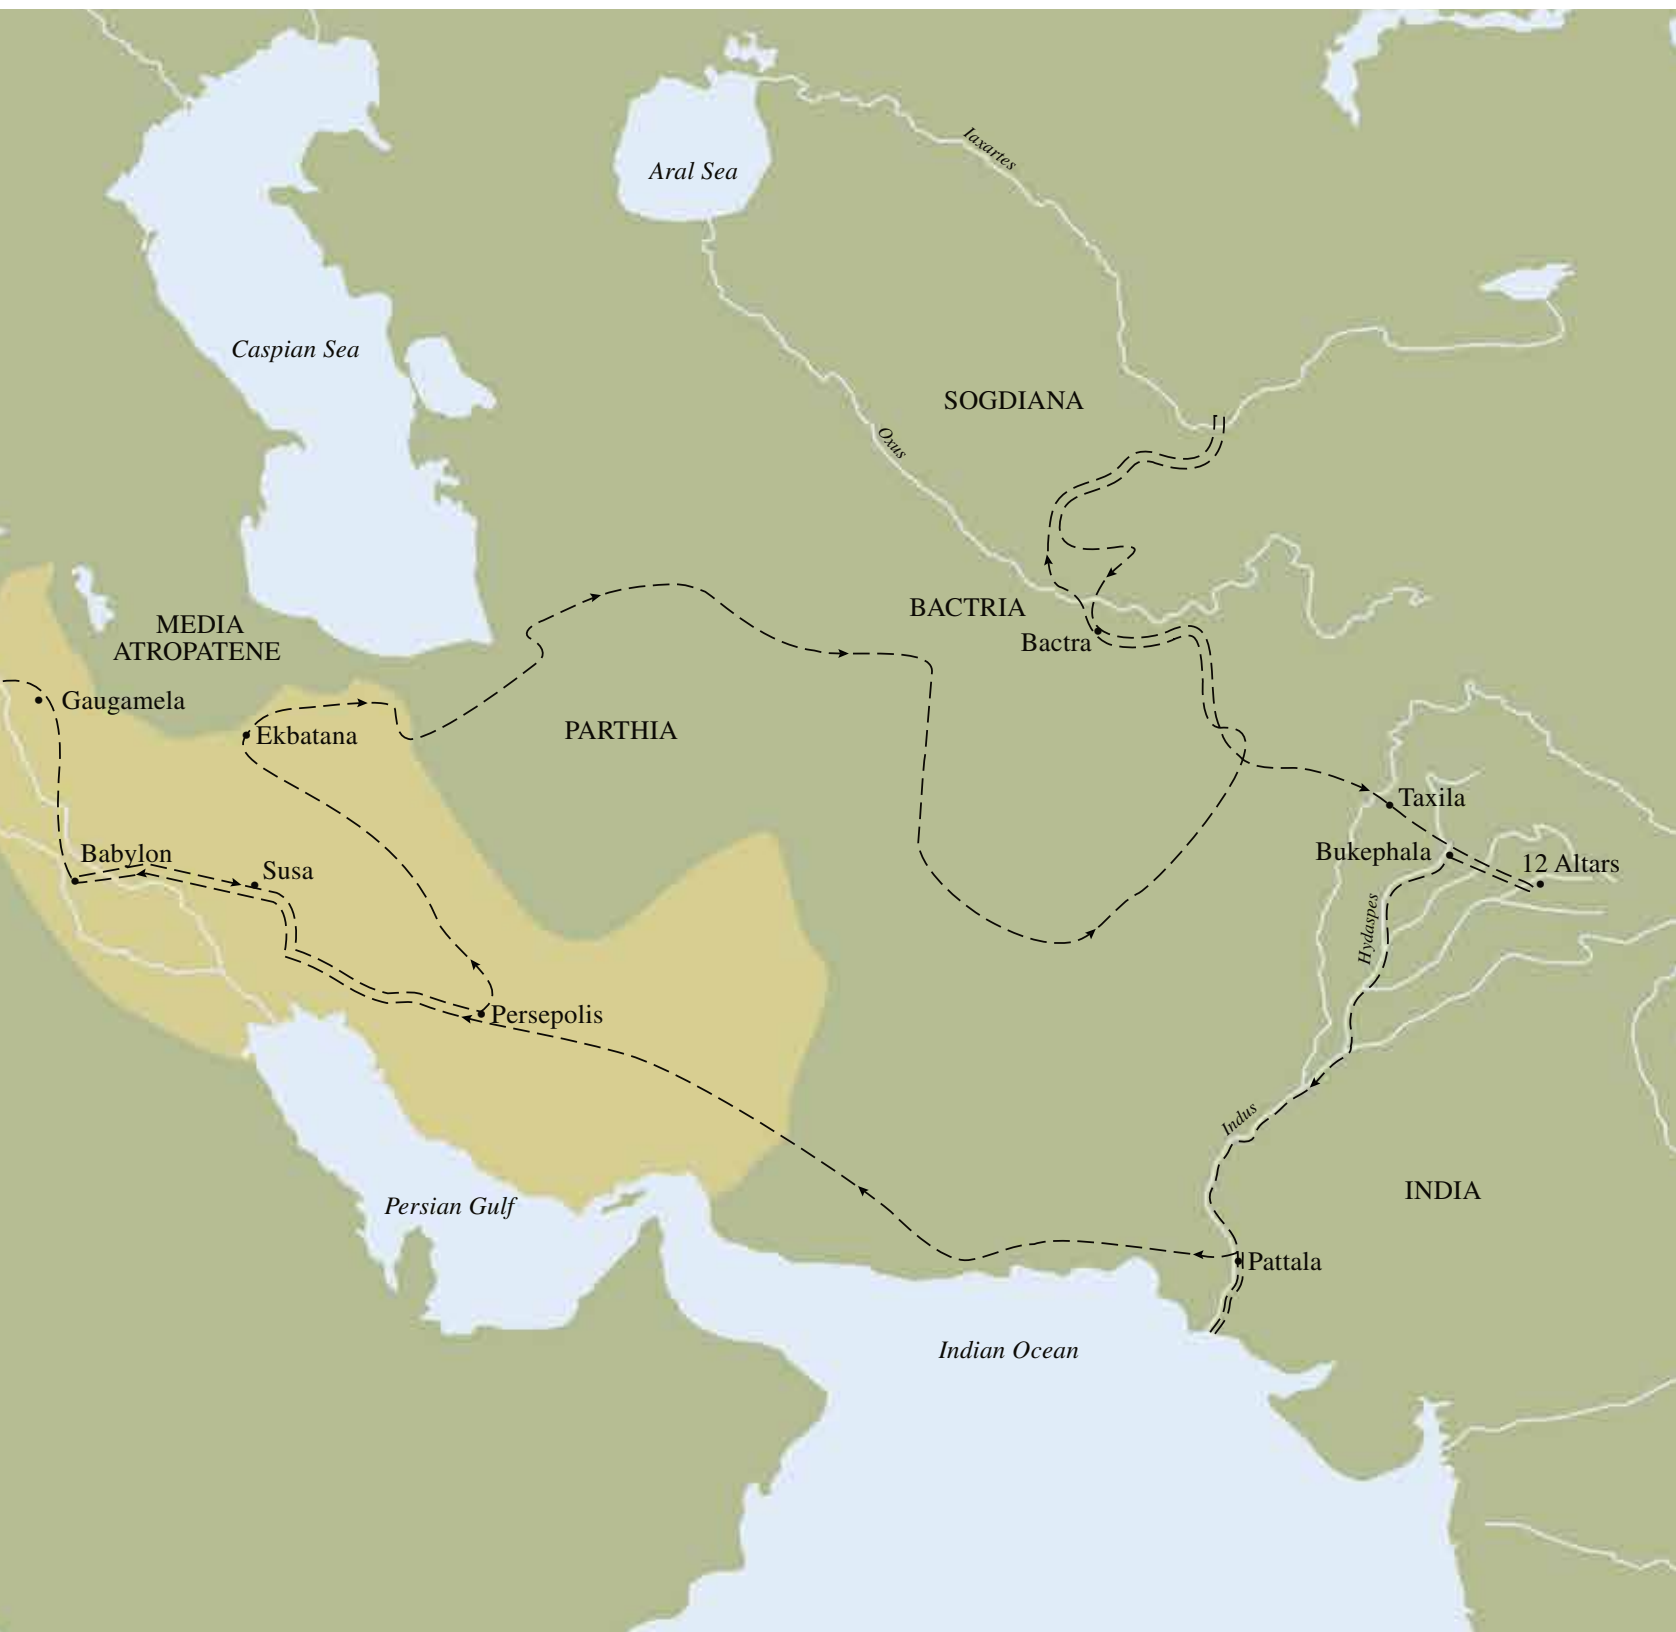 Iaxartes
Aral Sea
Caspian Sea
SOGDIANA
Oxus
BACTRIA
Bactra
MEDIA
ATROPATENE
Gaugamela
Ekbatana
PARTHIA
Taxila
Babylon
Susa
Bukephala
12 Altars
Hydaspes
Persepolis
Indus
INDIA
Persian Gulf
Pattala
Indian Ocean